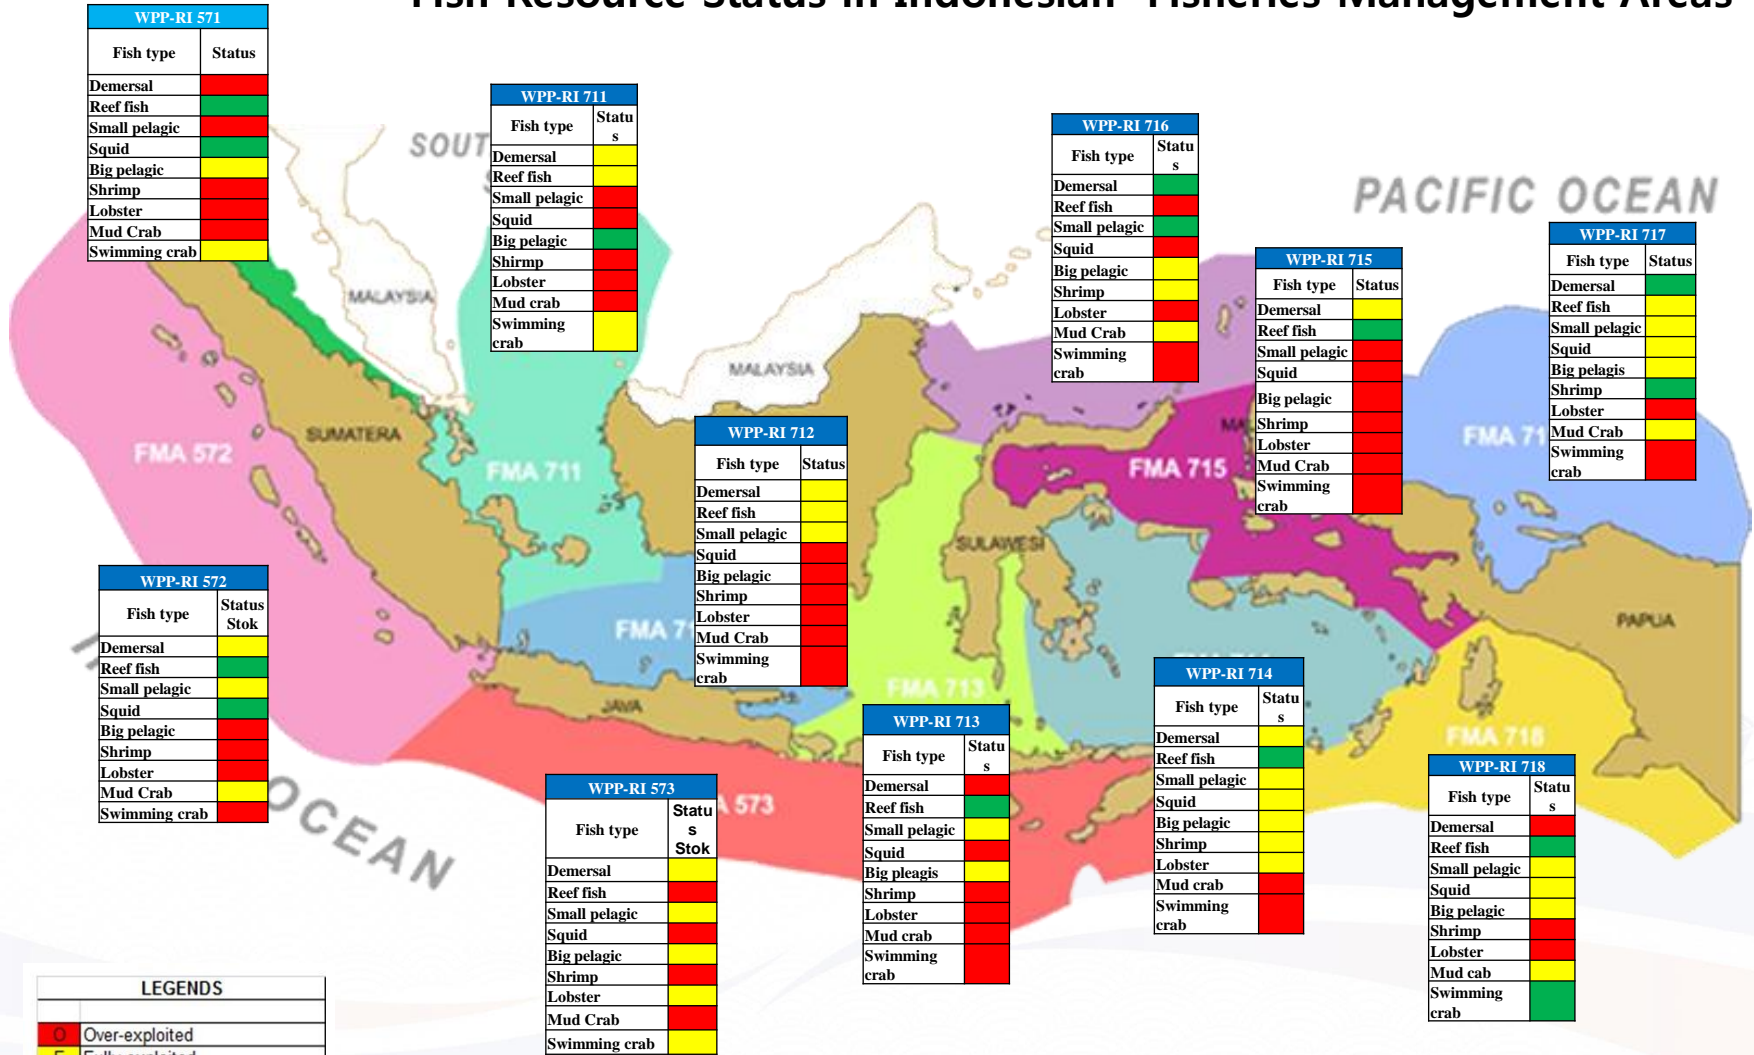 Fish Resource Status in Indonesian Fisheries Management Areas
WPP-RI 571
Fish type Status
Demersal
Reef fish
Small pelagic
Squid
Big pelagic
Shrimp
Lobster
Mud Crab
Swimming crab
WPP-RI 711
Fish type Statu
s
Demersal
Reef fish
Small pelagic
Squid
Big pelagic
Shirmp
Lobster
Mud crab
Swimming
crab
WPP-RI 716
Fish type Statu
s
Demersal
Reef fish
Small pelagic
Squid
Big pelagic
Shrimp
Lobster
Mud Crab
Swimming
crab
WPP-RI 715
Fish type Status
Demersal
Reef fish
Small pelagic
Squid
Big pelagic
Shrimp
Lobster
Mud Crab
Swimming
crab
PACIFIC OCEAN
WPP-RI 717
Fish type Status
Demersal
Reef fish
Small pelagic
Squid
Big pelagis
Shrimp
Lobster
Mud Crab
Swimming
crab
SOUT
MALAYSIA
MALAYSIA
SUMATERA
FMA 572
FMA 711
FMA 715
FMA 71
SULAWESI
PAPUA
WPP-RI 712
Fish type Status
Demersal
Reef fish
Small pelagic
Squid
Big pelagic
Shrimp
Lobster
Mud Crab
Swimming
crab
FMA 71
FMA 713
JAVA
FMA 718
WPP-RI 572
Fish type Status
Stok
Demersal
Reef fish
Small pelagic
Squid
Big pelagic
Shrimp
Lobster
Mud Crab
Swimming crab
OCEAN
WPP-RI 573
Fish type Statu
s
Stok
Demersal
Reef fish
Small pelagic
Squid
Big pelagic
Shrimp
Lobster
Mud Crab
Swimming crab
A 573
WPP-RI 713
Fish type Statu
s
Demersal
Reef fish
Small pelagic
Squid
Big pleagis
Shrimp
Lobster
Mud crab
Swimming
crab
WPP-RI 714
Fish type Statu
s
Demersal
Reef fish
Small pelagic
Squid
Big pelagic
Shrimp
Lobster
Mud crab
Swimming
crab
WPP-RI 718
Fish type Statu
s
Demersal
Reef fish
Small pelagic
Squid
Big pelagic
Shrimp
Lobster
Mud cab
Swimming
crab
LEGENDS
O Over-exploited
F Fully-exploited